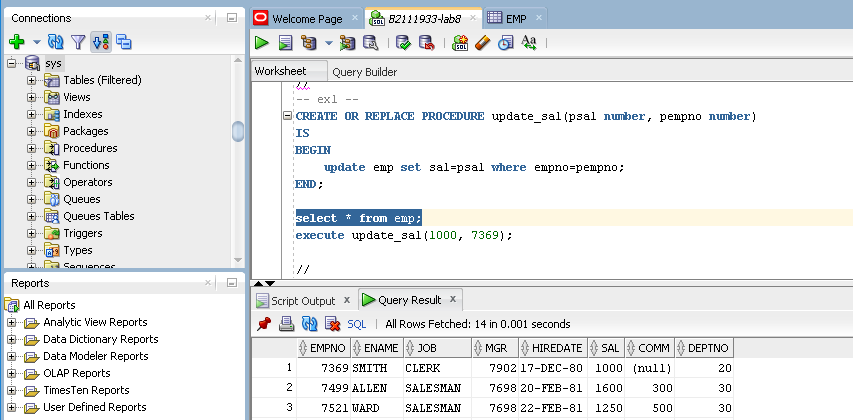 Connections
sys
Tables (Filtered)
Views
Indexes
Packages
Procedures
Functions
Operators
Queues
Queues Tables
Triggers
Types
Sequences
Reports
All Reports
Analytic View Reports
Data Dictionary Reports
Data Modeler Reports
OLAP Reports
TimesTen Reports
User Defined Reports
Welcome Page B2111933-lab8 EMP
SQL Aa
Worksheet Query Builder
//
-- ex1 --
CREATE OR REPLACE PROCEDURE update_sal(psal number, pempno number)
IS
BEGIN
update emp set sal=psal where empno=pempno;
END;
select * from emp;
execute update_sal(1000, 7369);
//
Script Output x Query Result x
SQL | All Rows Fetched: 14 in 0.001 seconds
EMPNO ENAME JOB MGR HIREDATE SAL COMM DEPTNO
1 7369 SMITH CLERK 7902 17-DEC-80 1000 (null) 20
2 7499 ALLEN SALESMAN 7698 20-FEB-81 1600 300 30
3 7521 WARD SALESMAN 7698 22-FEB-81 1250 500 30